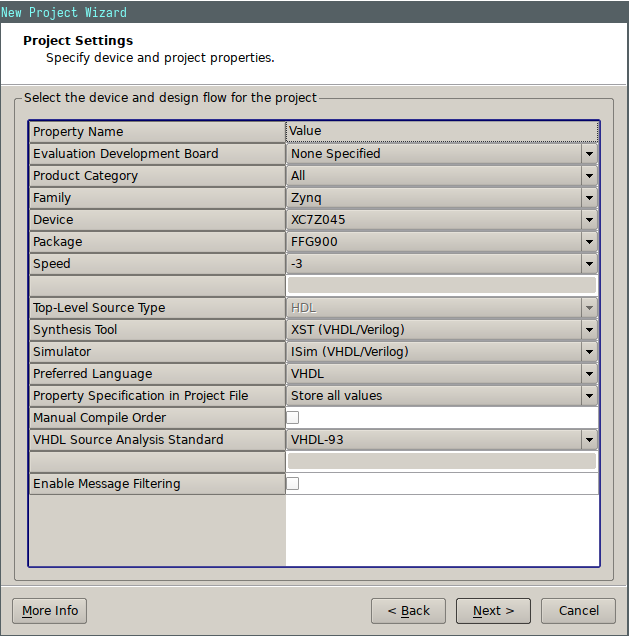 New Project Wizard
Project Settings
Specify device and project properties.
Select the device and design flow for the project
Property Name Value
Evaluation Development Board None Specified
Product Category All
Family Zynq
Device XC7Z045
Package FFG900
Speed -3
Top-Level Source Type HDL
Synthesis Tool XST (VHDL/Verilog)
Simulator ISim (VHDL/Verilog)
Preferred Language VHDL
Property Specification in Project File Store all values
Manual Compile Order
VHDL Source Analysis Standard VHDL-93
Enable Message Filtering
More Info < Back Next > Cancel